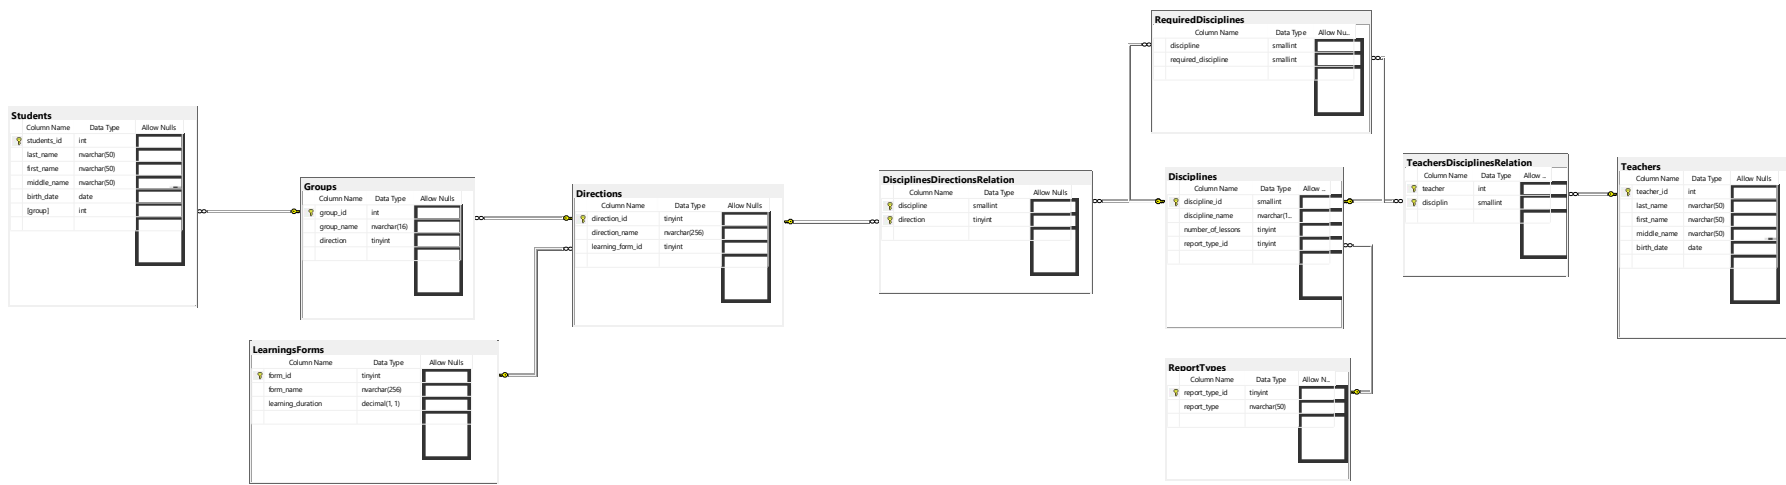 RequiredDisciplines
Column Name Data Type Allow Nu...
discipline smallint
required_discipline smallint
Students
Column Name Data Type Allow Nulls
students_id int
last_name nvarchar(50)
first_name nvarchar(50)
middle_name nvarchar(50)
birth_date date
[group] int
Groups
Column Name Data Type Allow Nulls
group_id int
group_name nvarchar(16)
direction tinyint
Directions
Column Name Data Type Allow Nulls
direction_id tinyint
direction_name nvarchar(256)
learning_form_id tinyint
DisciplinesDirectionsRelation
Column Name Data Type Allow Nulls
discipline smallint
direction tinyint
Disciplines
Column Name Data Type Allow ...
discipline_id smallint
discipline_name nvarchar(1...
number_of_lessons tinyint
report_type_id tinyint
TeachersDisciplinesRelation
Column Name Data Type Allow ...
teacher int
disciplin smallint
Teachers
Column Name Data Type Allow Nulls
teacher_id int
last_name nvarchar(50)
first_name nvarchar(50)
middle_name nvarchar(50)
birth_date date
LearningsForms
Column Name Data Type Allow Nulls
form_id tinyint
form_name nvarchar(256)
learning_duration decimal(1, 1)
ReportTypes
Column Name Data Type Allow N...
report_type_id tinyint
report_type nvarchar(50)